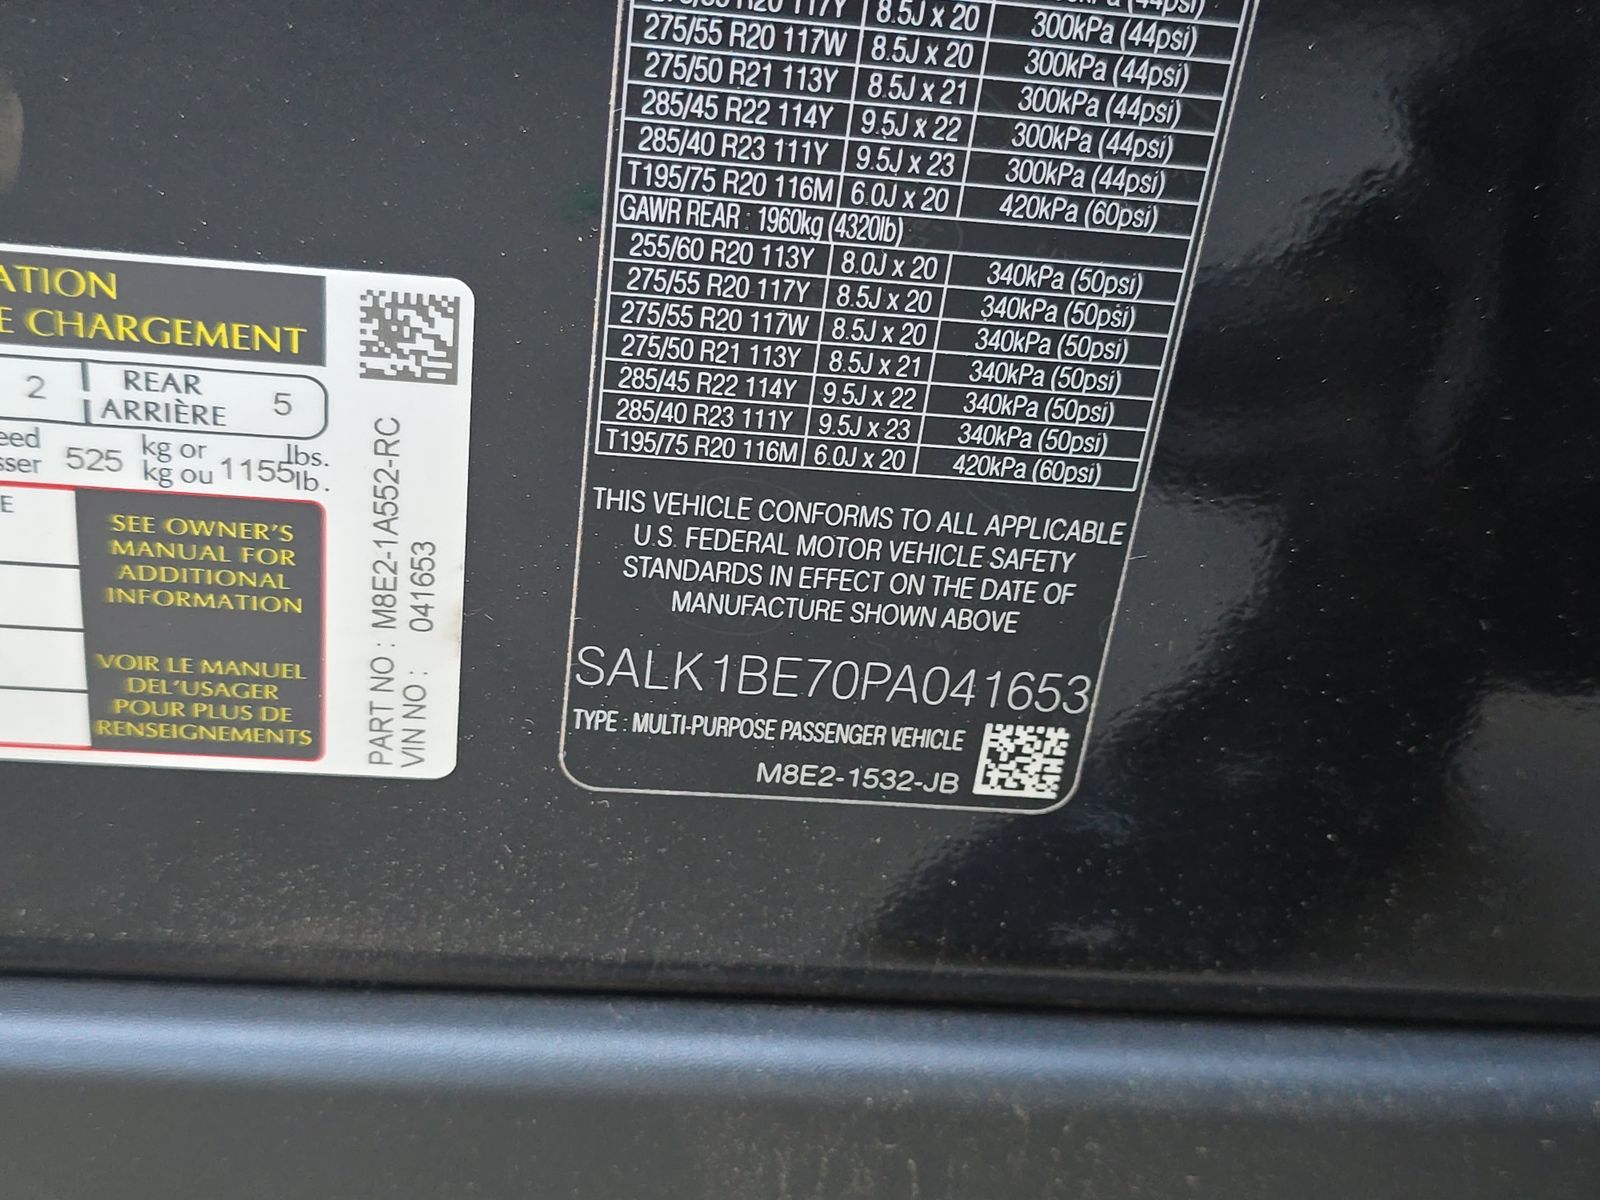 ATION
E CHARGEMENT
2 REAR
ARRIÈRE 5
eed
sser 525 kg or
kg ou 1155 lbs.
lb.
E
SEE OWNER'S
MANUAL FOR
ADDITIONAL
INFORMATION
VOIR LE MANUEL
DEL'USAGER
POUR PLUS DE
RENSEIGNEMENTS
PART NO : M8E2-1A552-RC
VIN NO : 041653
R20 117Y 8.5J x 20 300kPa (44psi)
275/55 R20 117W 8.5J x 20 300kPa (44psi)
275/50 R21 113Y 8.5J x 21 300kPa (44psi)
285/45 R22 114Y 9.5J x 22 300kPa (44psi)
285/40 R23 111Y 9.5J x 23 300kPa (44psi)
T195/75 R20 116M 6.0J x 20 420kPa (60psi)
GAWR REAR : 1960kg (4320lb)
255/60 R20 113Y 8.0J x 20 340kPa (50psi)
275/55 R20 117Y 8.5J x 20 340kPa (50psi)
275/55 R20 117W 8.5J x 20 340kPa (50psi)
275/50 R21 113Y 8.5J x 21 340kPa (50psi)
285/45 R22 114Y 9.5J x 22 340kPa (50psi)
285/40 R23 111Y 9.5J x 23 340kPa (50psi)
T195/75 R20 116M 6.0J x 20 420kPa (60psi)
THIS VEHICLE CONFORMS TO ALL APPLICABLE
U.S. FEDERAL MOTOR VEHICLE SAFETY
STANDARDS IN EFFECT ON THE DATE OF
MANUFACTURE SHOWN ABOVE
SALK1BE70PA041653
TYPE : MULTI-PURPOSE PASSENGER VEHICLE
M8E2-1532-JB